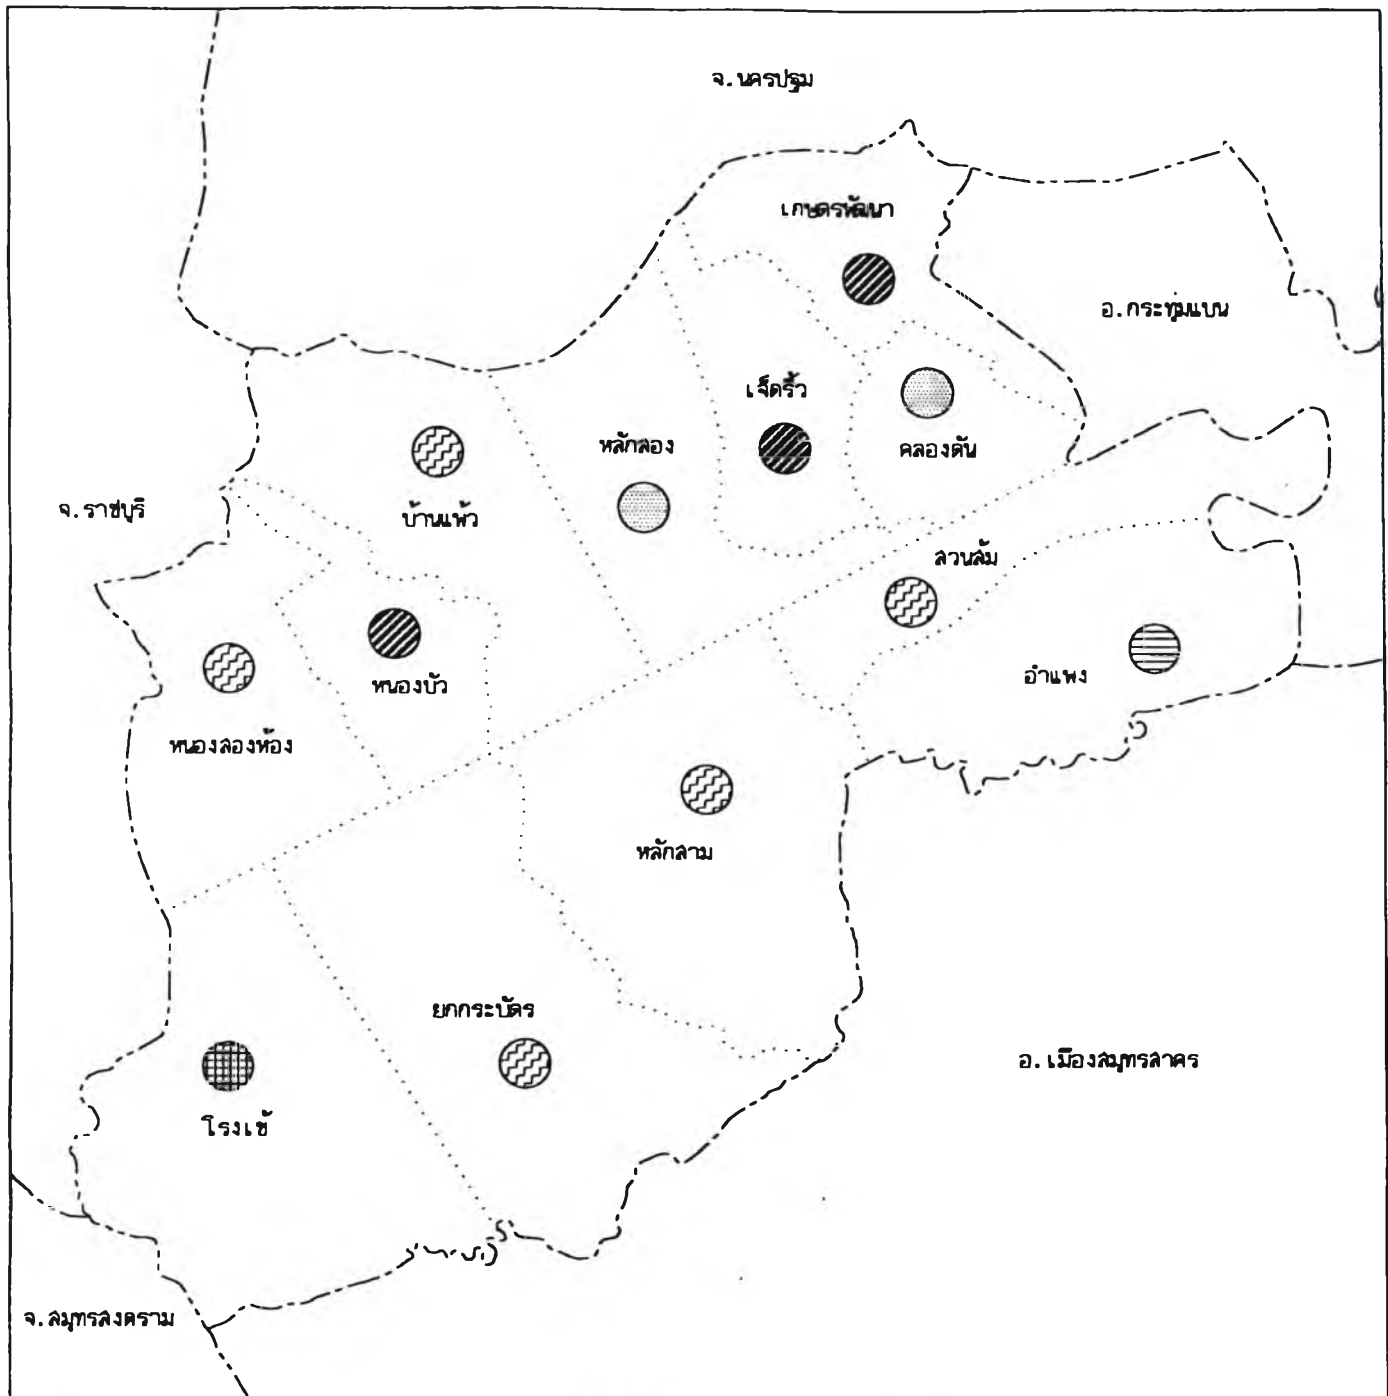 จ.นครปฐม
เกษตรพัฒนา
อ.กระทุ่มแบน
เจ็ดริ้ว
หลักสอง
คลองตัน
จ.ราชบุรี
บ้านแพ้ว
สวนส้ม
อำแพง
หนองบัว
หนองสองห้อง
หลักสาม
ยกกระบัตร
อ.เมืองสมุทรสาคร
โรงเข้
จ.สมุทรสงคราม